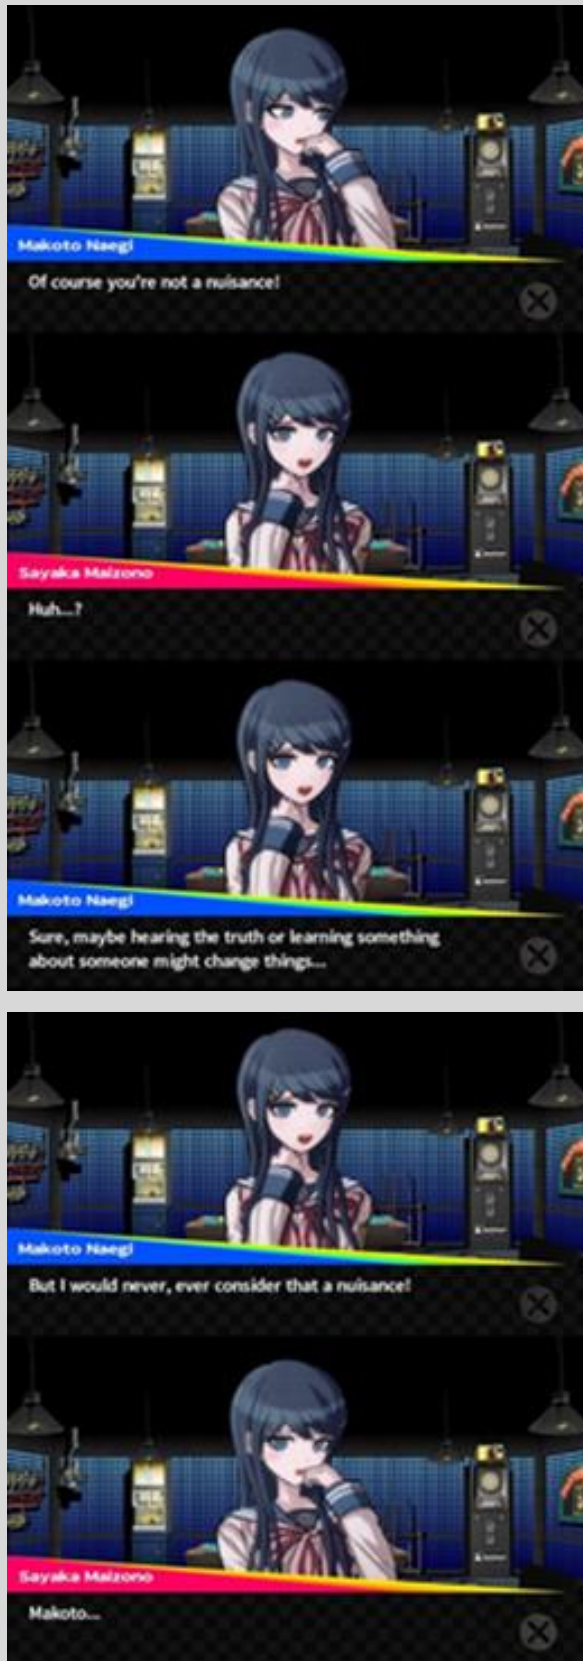 Makoto Naegi
Of course you're not a nuisance!
Sayaka Maizono
Huh...?
Makoto Naegi
Sure, maybe hearing the truth or learning something
about someone might change things...
Makoto Naegi
But I would never, ever consider that a nuisance!
Sayaka Maizono
Makoto...